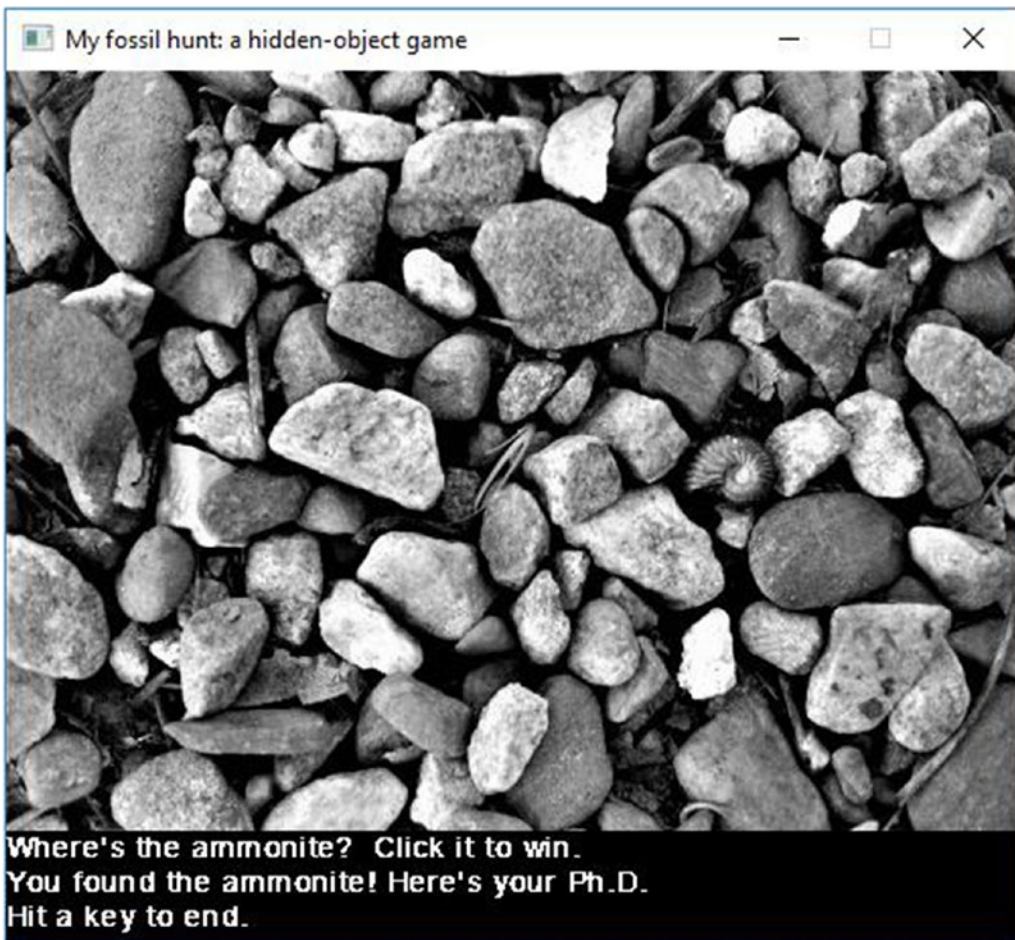 My fossil hunt: a hidden-object game
Where's the ammonite?  Click it to win.
You found the ammonite! Here's your Ph.D.
Hit a key to end.